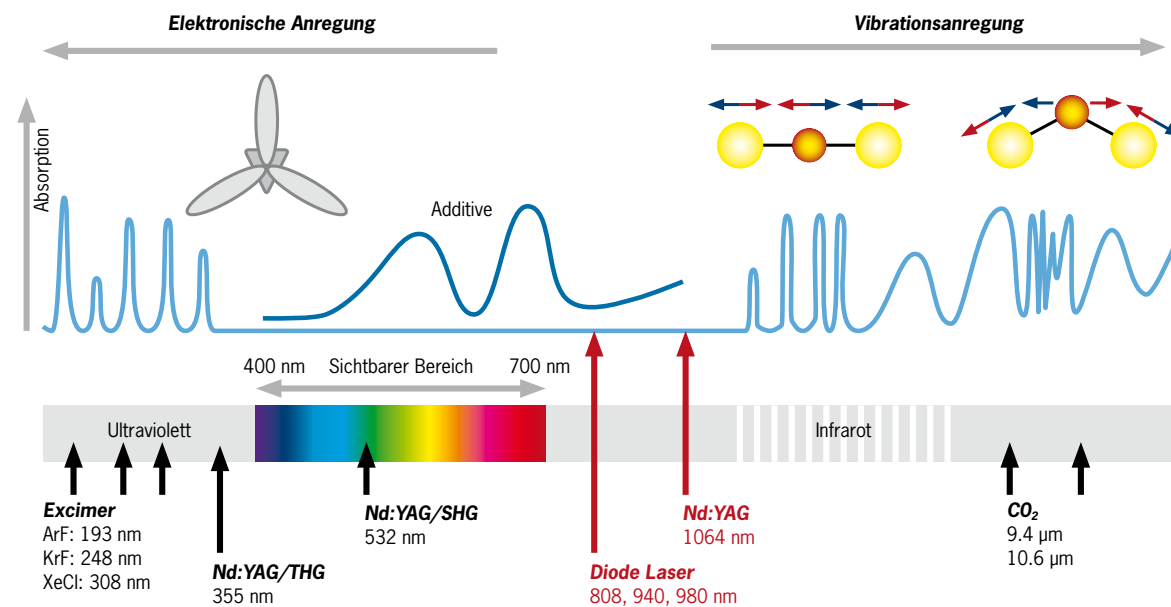 Elektronische Anregung
Vibrationsanregung
Absorption
Additive
400 nm
Sichtbarer Bereich
700 nm
Ultraviolett
Infrarot
Excimer
ArF: 193 nm
KrF: 248 nm
XeCl: 308 nm
Nd:YAG/THG
355 nm
Nd:YAG/SHG
532 nm
Diode Laser
808, 940, 980 nm
Nd:YAG
1064 nm
CO₂
9.4 µm
10.6 µm